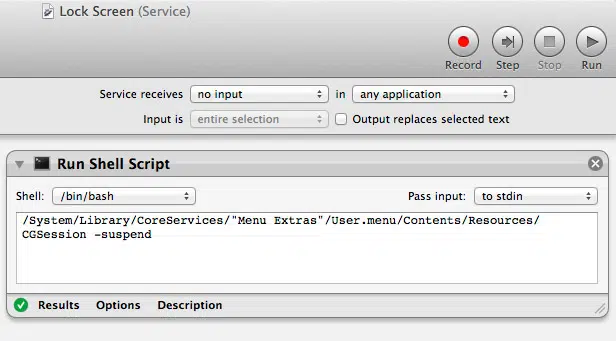 Lock Screen (Service)
Record Step Stop Run
Service receives no input in any application
Input is entire selection Output replaces selected text
Run Shell Script
Shell: /bin/bash Pass input: to stdin
/System/Library/CoreServices/"Menu Extras"/User.menu/Contents/Resources/
CGSession -suspend
Results Options Description